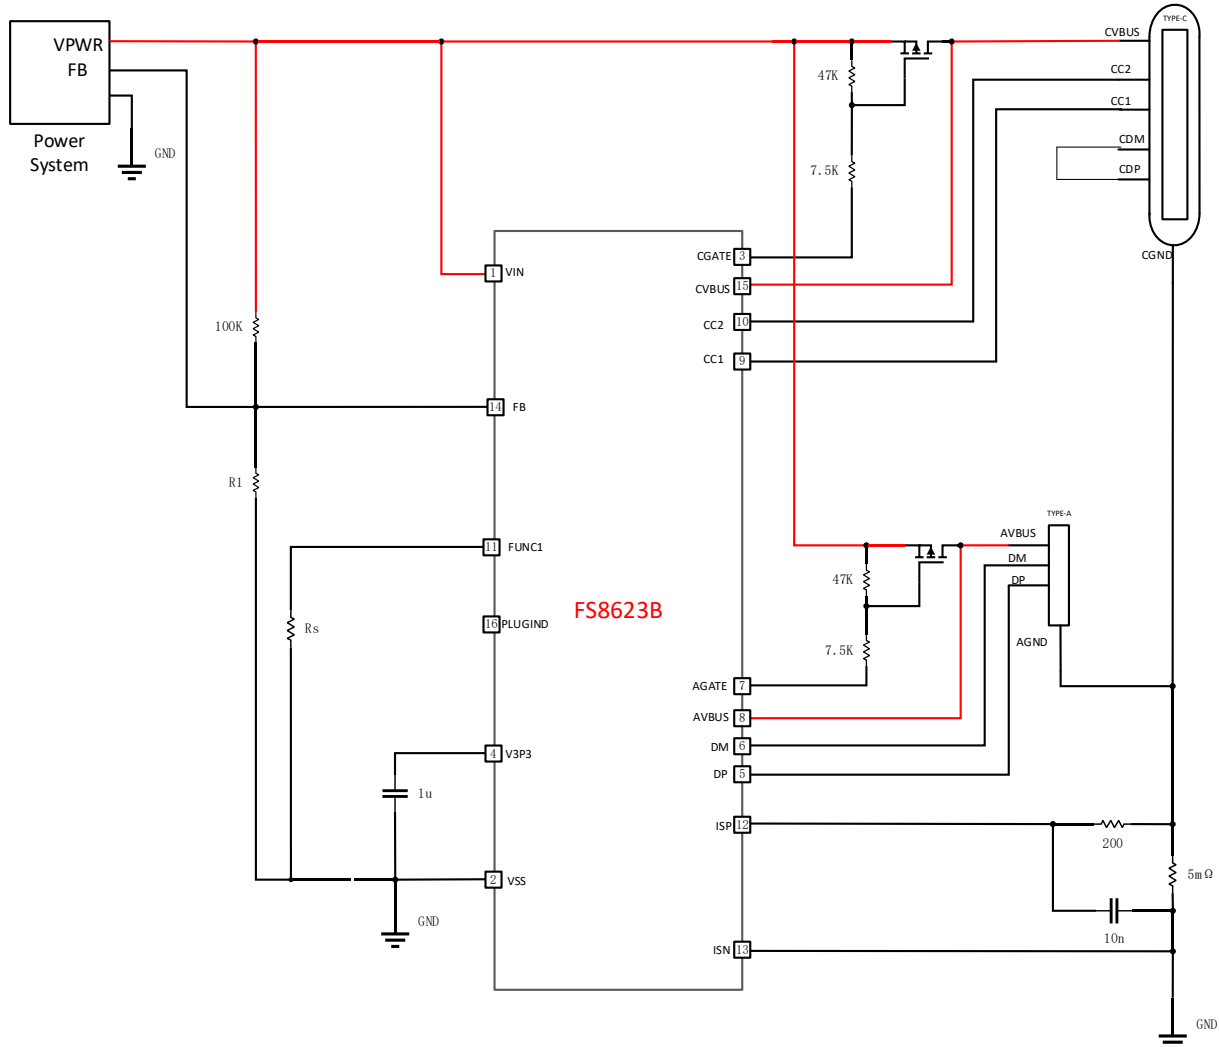 TYPE-C
VPWR
FB
Power
System
GND
CVBUS
CC2
CC1
CDM
CDP
CGND
47K
7.5K
1 VIN
CGATE 3
CVBUS 15
CC2 10
CC1 9
100K
14 FB
R1
11 FUNC1
Rs
16 PLUGIND
FS8623B
TYPE-A
AVBUS
DM
DP
AGND
47K
7.5K
AGATE 7
AVBUS 8
DM 6
DP 5
4 V3P3
1u
ISP 12
200
5mΩ
2 VSS
GND
10n
ISN 13
GND